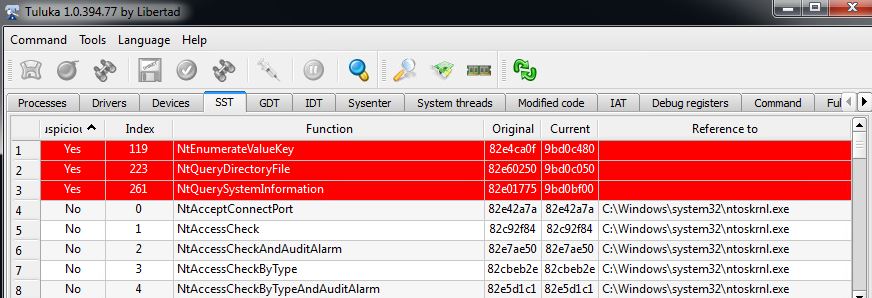 Tuluka 1.0.394.77 by Libertad
Command Tools Language Help
Processes Drivers Devices SST GDT IDT Sysenter System threads Modified code IAT Debug registers Command Ful
uspiciou Index Function Original Current Reference to
1 Yes 119 NtEnumerateValueKey 82e4ca0f 9bd0c480
2 Yes 223 NtQueryDirectoryFile 82e60250 9bd0c050
3 Yes 261 NtQuerySystemInformation 82e01775 9bd0bf00
4 No 0 NtAcceptConnectPort 82e42a7a 82e42a7a C:\Windows\system32\ntoskrnl.exe
5 No 1 NtAccessCheck 82c92f84 82c92f84 C:\Windows\system32\ntoskrnl.exe
6 No 2 NtAccessCheckAndAuditAlarm 82e7ae50 82e7ae50 C:\Windows\system32\ntoskrnl.exe
7 No 3 NtAccessCheckByType 82cbeb2e 82cbeb2e C:\Windows\system32\ntoskrnl.exe
8 No 4 NtAccessCheckByTypeAndAuditAlarm 82e5d1c1 82e5d1c1 C:\Windows\system32\ntoskrnl.exe